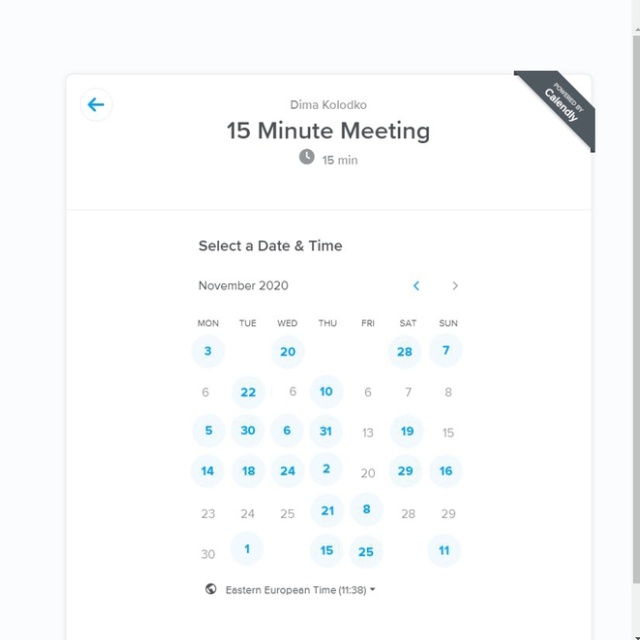 POWERED BY
Calendly
Dima Kolodko
15 Minute Meeting
15 min
Select a Date & Time
November 2020
MON TUE WED THU FRI SAT SUN
3 20 28 7
6 22 6 10 6 7 8
5 30 6 31 13 19 15
14 18 24 2 20 29 16
23 24 25 21 8 28 29
30 1 15 25 11
Eastern European Time (11:38)